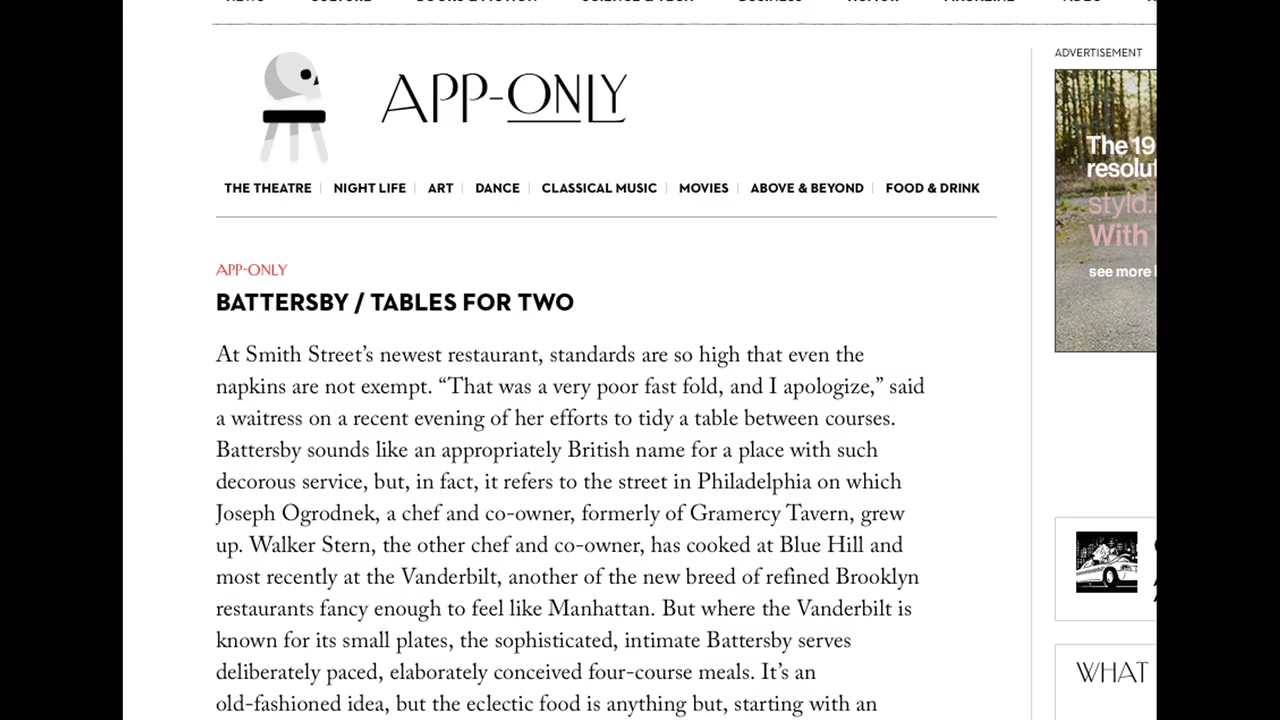 ADVERTISEMENT
APP-ONLY
THE THEATRE | NIGHT LIFE | ART | DANCE | CLASSICAL MUSIC | MOVIES | ABOVE & BEYOND | FOOD & DRINK
The 19
resolut
styld.
With
see more
APP-ONLY
BATTERSBY / TABLES FOR TWO
At Smith Street’s newest restaurant, standards are so high that even the
napkins are not exempt. “That was a very poor fast fold, and I apologize,” said
a waitress on a recent evening of her efforts to tidy a table between courses.
Battersby sounds like an appropriately British name for a place with such
decorous service, but, in fact, it refers to the street in Philadelphia on which
Joseph Ogrodnek, a chef and co-owner, formerly of Gramercy Tavern, grew
up. Walker Stern, the other chef and co-owner, has cooked at Blue Hill and
most recently at the Vanderbilt, another of the new breed of refined Brooklyn
restaurants fancy enough to feel like Manhattan. But where the Vanderbilt is
known for its small plates, the sophisticated, intimate Battersby serves
deliberately paced, elaborately conceived four-course meals. It’s an
old-fashioned idea, but the eclectic food is anything but, starting with an
WHAT